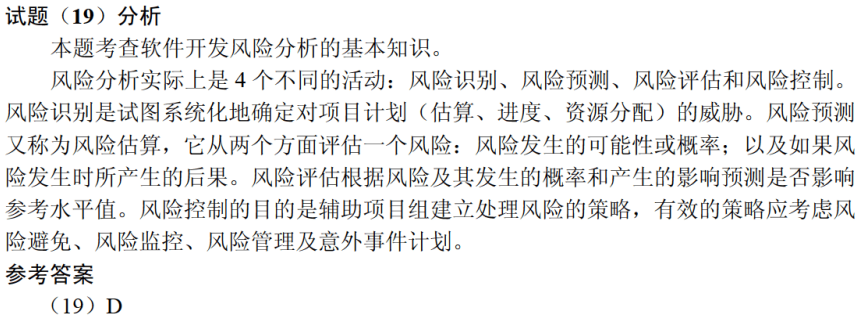 试题（19）分析
本题考查软件开发风险分析的基本知识。
风险分析实际上是 4 个不同的活动：风险识别、风险预测、风险评估和风险控制。
风险识别是试图系统化地确定对项目计划（估算、进度、资源分配）的威胁。风险预测
又称为风险估算，它从两个方面评估一个风险：风险发生的可能性或概率；以及如果风
险发生时所产生的后果。风险评估根据风险及其发生的概率和产生的影响预测是否影响
参考水平值。风险控制的目的是辅助项目组建立处理风险的策略，有效的策略应考虑风
险避免、风险监控、风险管理及意外事件计划。
参考答案
（19）D